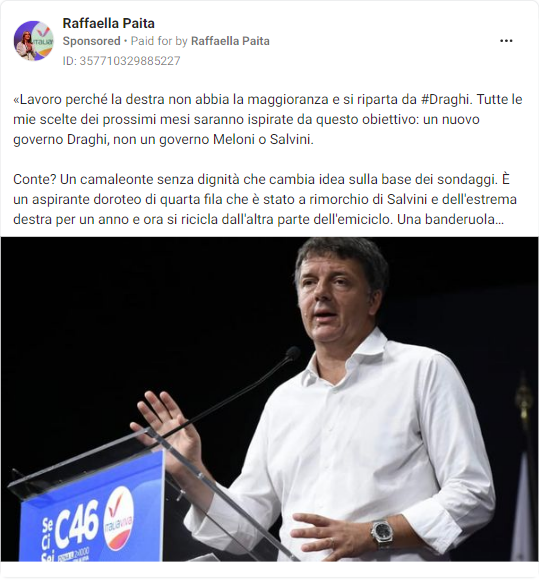 Raffaella Paita
Sponsored • Paid for by Raffaella Paita
ID: 357710329885227
«Lavoro perché la destra non abbia la maggioranza e si riparta da #Draghi. Tutte le
mie scelte dei prossimi mesi saranno ispirate da questo obiettivo: un nuovo
governo Draghi, non un governo Meloni o Salvini.
Conte? Un camaleonte senza dignità che cambia idea sulla base dei sondaggi. È
un aspirante doroteo di quarta fila che è stato a rimorchio di Salvini e dell'estrema
destra per un anno e ora si ricicla dall'altra parte dell'emiciclo. Una banderuola...
Se
Ci
Sei
C46
ITALIA VIVA